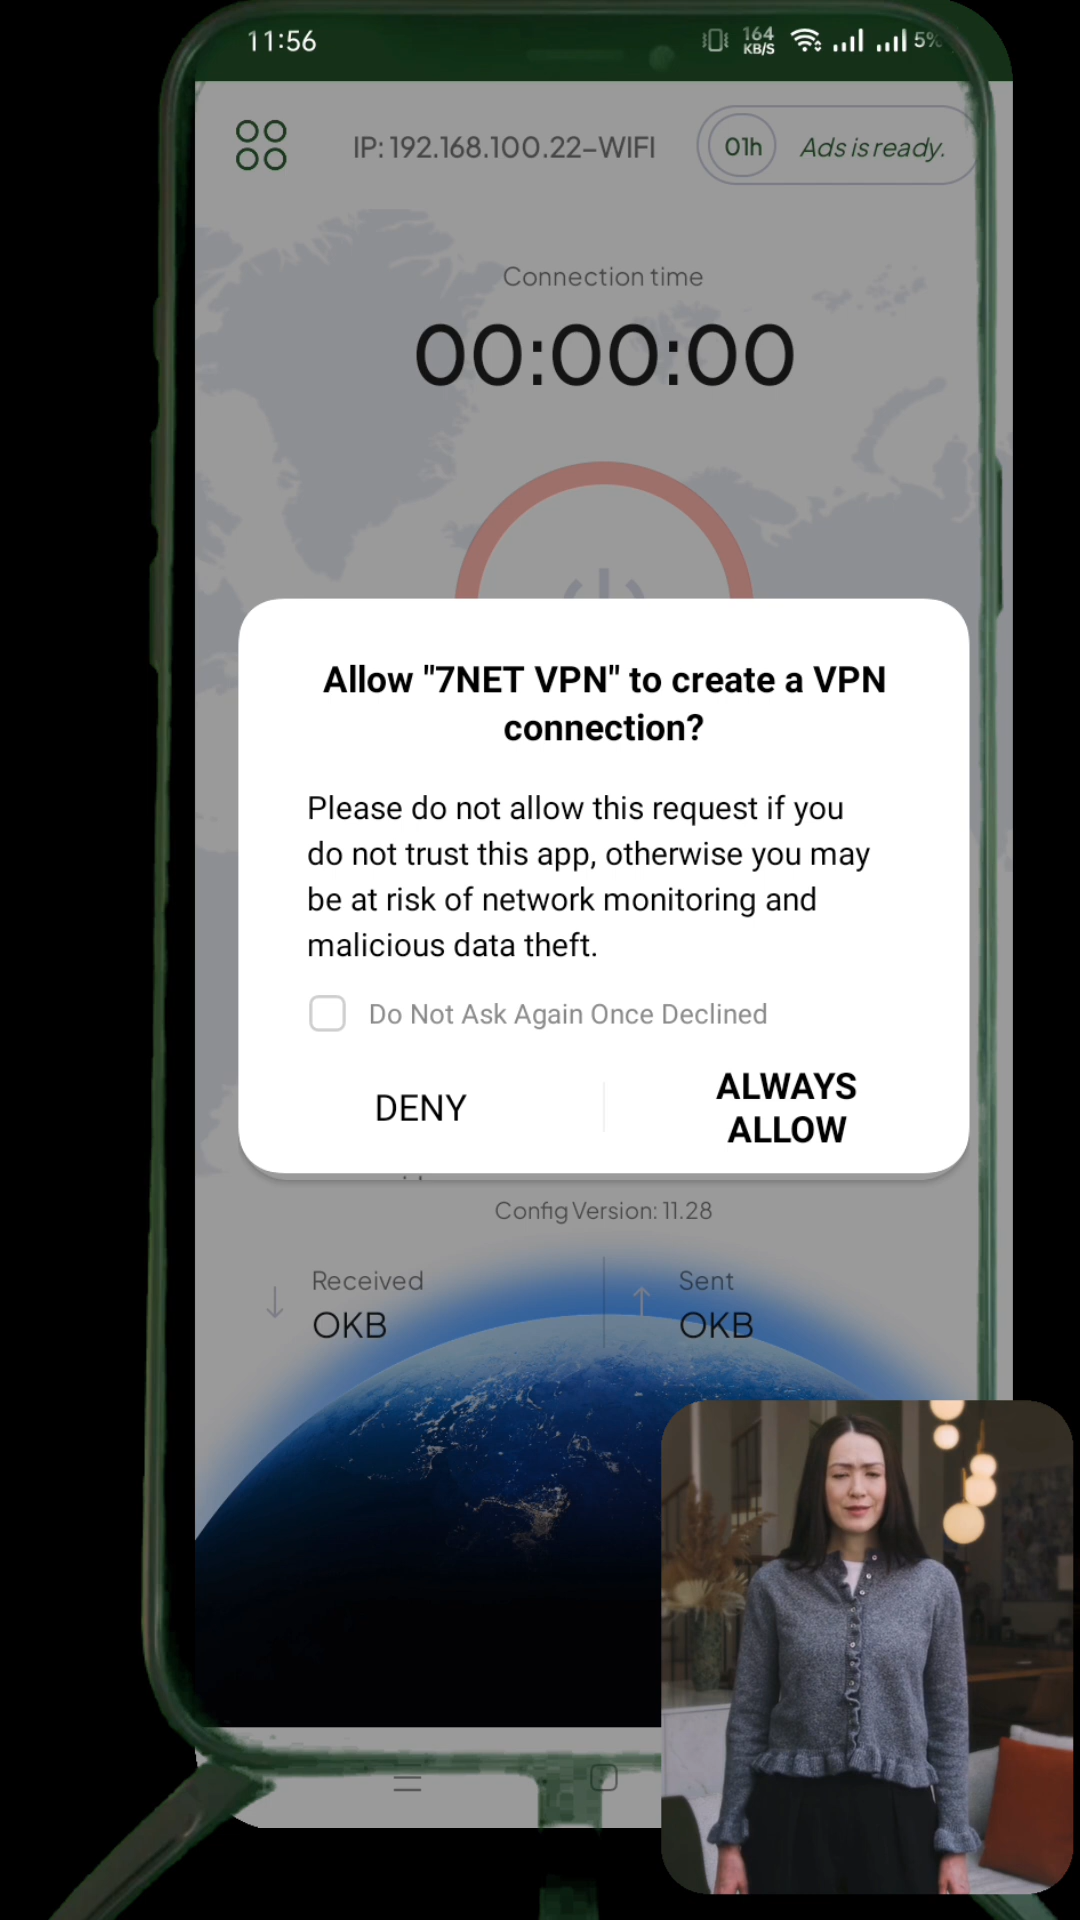 11:56
164
KB/S
5%
IP: 192.168.100.22-WIFI
01h
Ads is ready.
Connection time
00:00:00
Allow "7NET VPN" to create a VPN
connection?
Please do not allow this request if you
do not trust this app, otherwise you may
be at risk of network monitoring and
malicious data theft.
Do Not Ask Again Once Declined
DENY
ALWAYS
ALLOW
Config Version: 11.28
Received
0KB
Sent
0KB